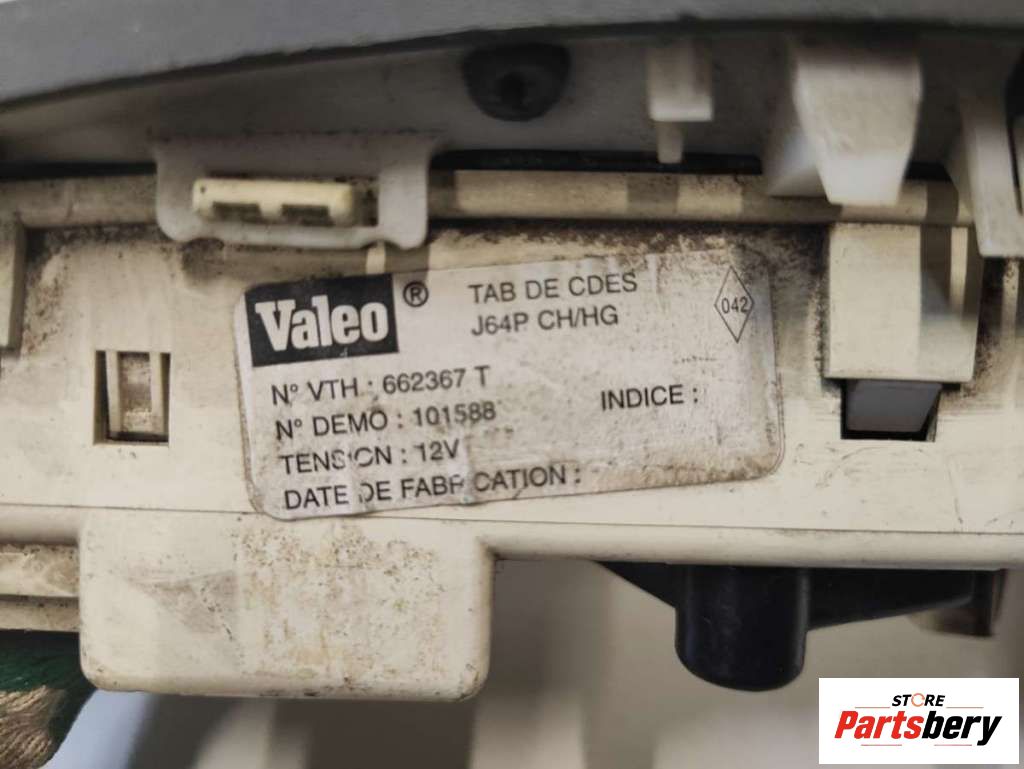 Valeo ®
TAB DE CDES
J64P CH/HG
042
N° VTH : 662367 T
N° DEMO : 101588
INDICE :
TENSION : 12V
DATE DE FABRICATION :
STORE
Partsbery